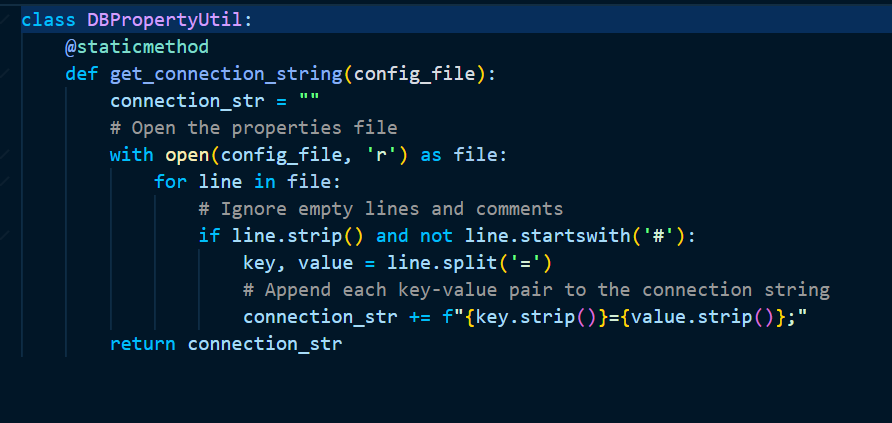 class DBPropertyUtil:
    @staticmethod
    def get_connection_string(config_file):
        connection_str = ""
        # Open the properties file
        with open(config_file, 'r') as file:
            for line in file:
                # Ignore empty lines and comments
                if line.strip() and not line.startswith('#'):
                    key, value = line.split('=')
                    # Append each key-value pair to the connection string
                    connection_str += f"{key.strip()}={value.strip()};"
        return connection_str